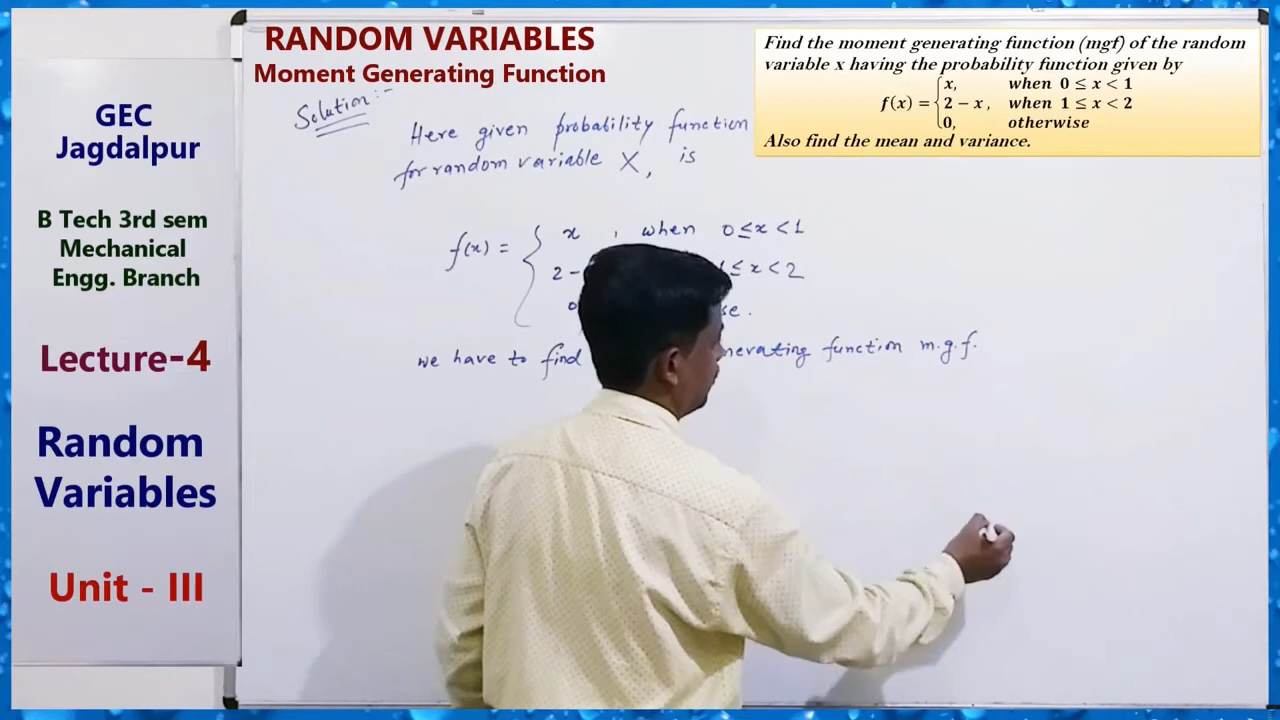 RANDOM VARIABLES
Moment Generating Function
Find the moment generating function (mgf) of the random
variable x having the probability function given by
f(x) = { x, when 0 ≤ x < 1
2 − x , when 1 ≤ x < 2
0, otherwise
Also find the mean and variance.
GEC
Jagdalpur
B Tech 3rd sem
Mechanical
Engg. Branch
Lecture-4
Random
Variables
Unit - III
Solution:-
Here given probability function
for random variable X, is
f(x) = { x , when 0≤x<1
2- ≤x<2
0
we have to find function m.g.f.